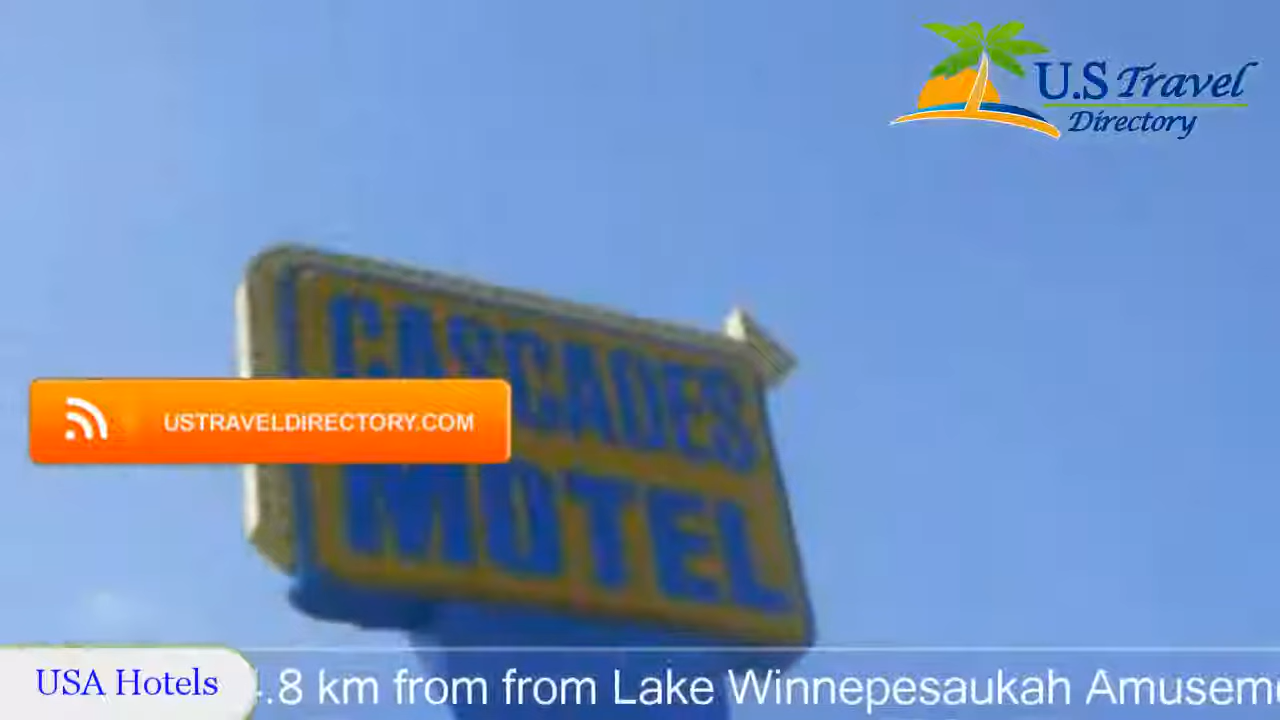 U.S Travel
Directory
CASCADES
USTRAVELDIRECTORY.COM
MOTEL
USA Hotels
.8 km from from Lake Winnepesaukah Amusem